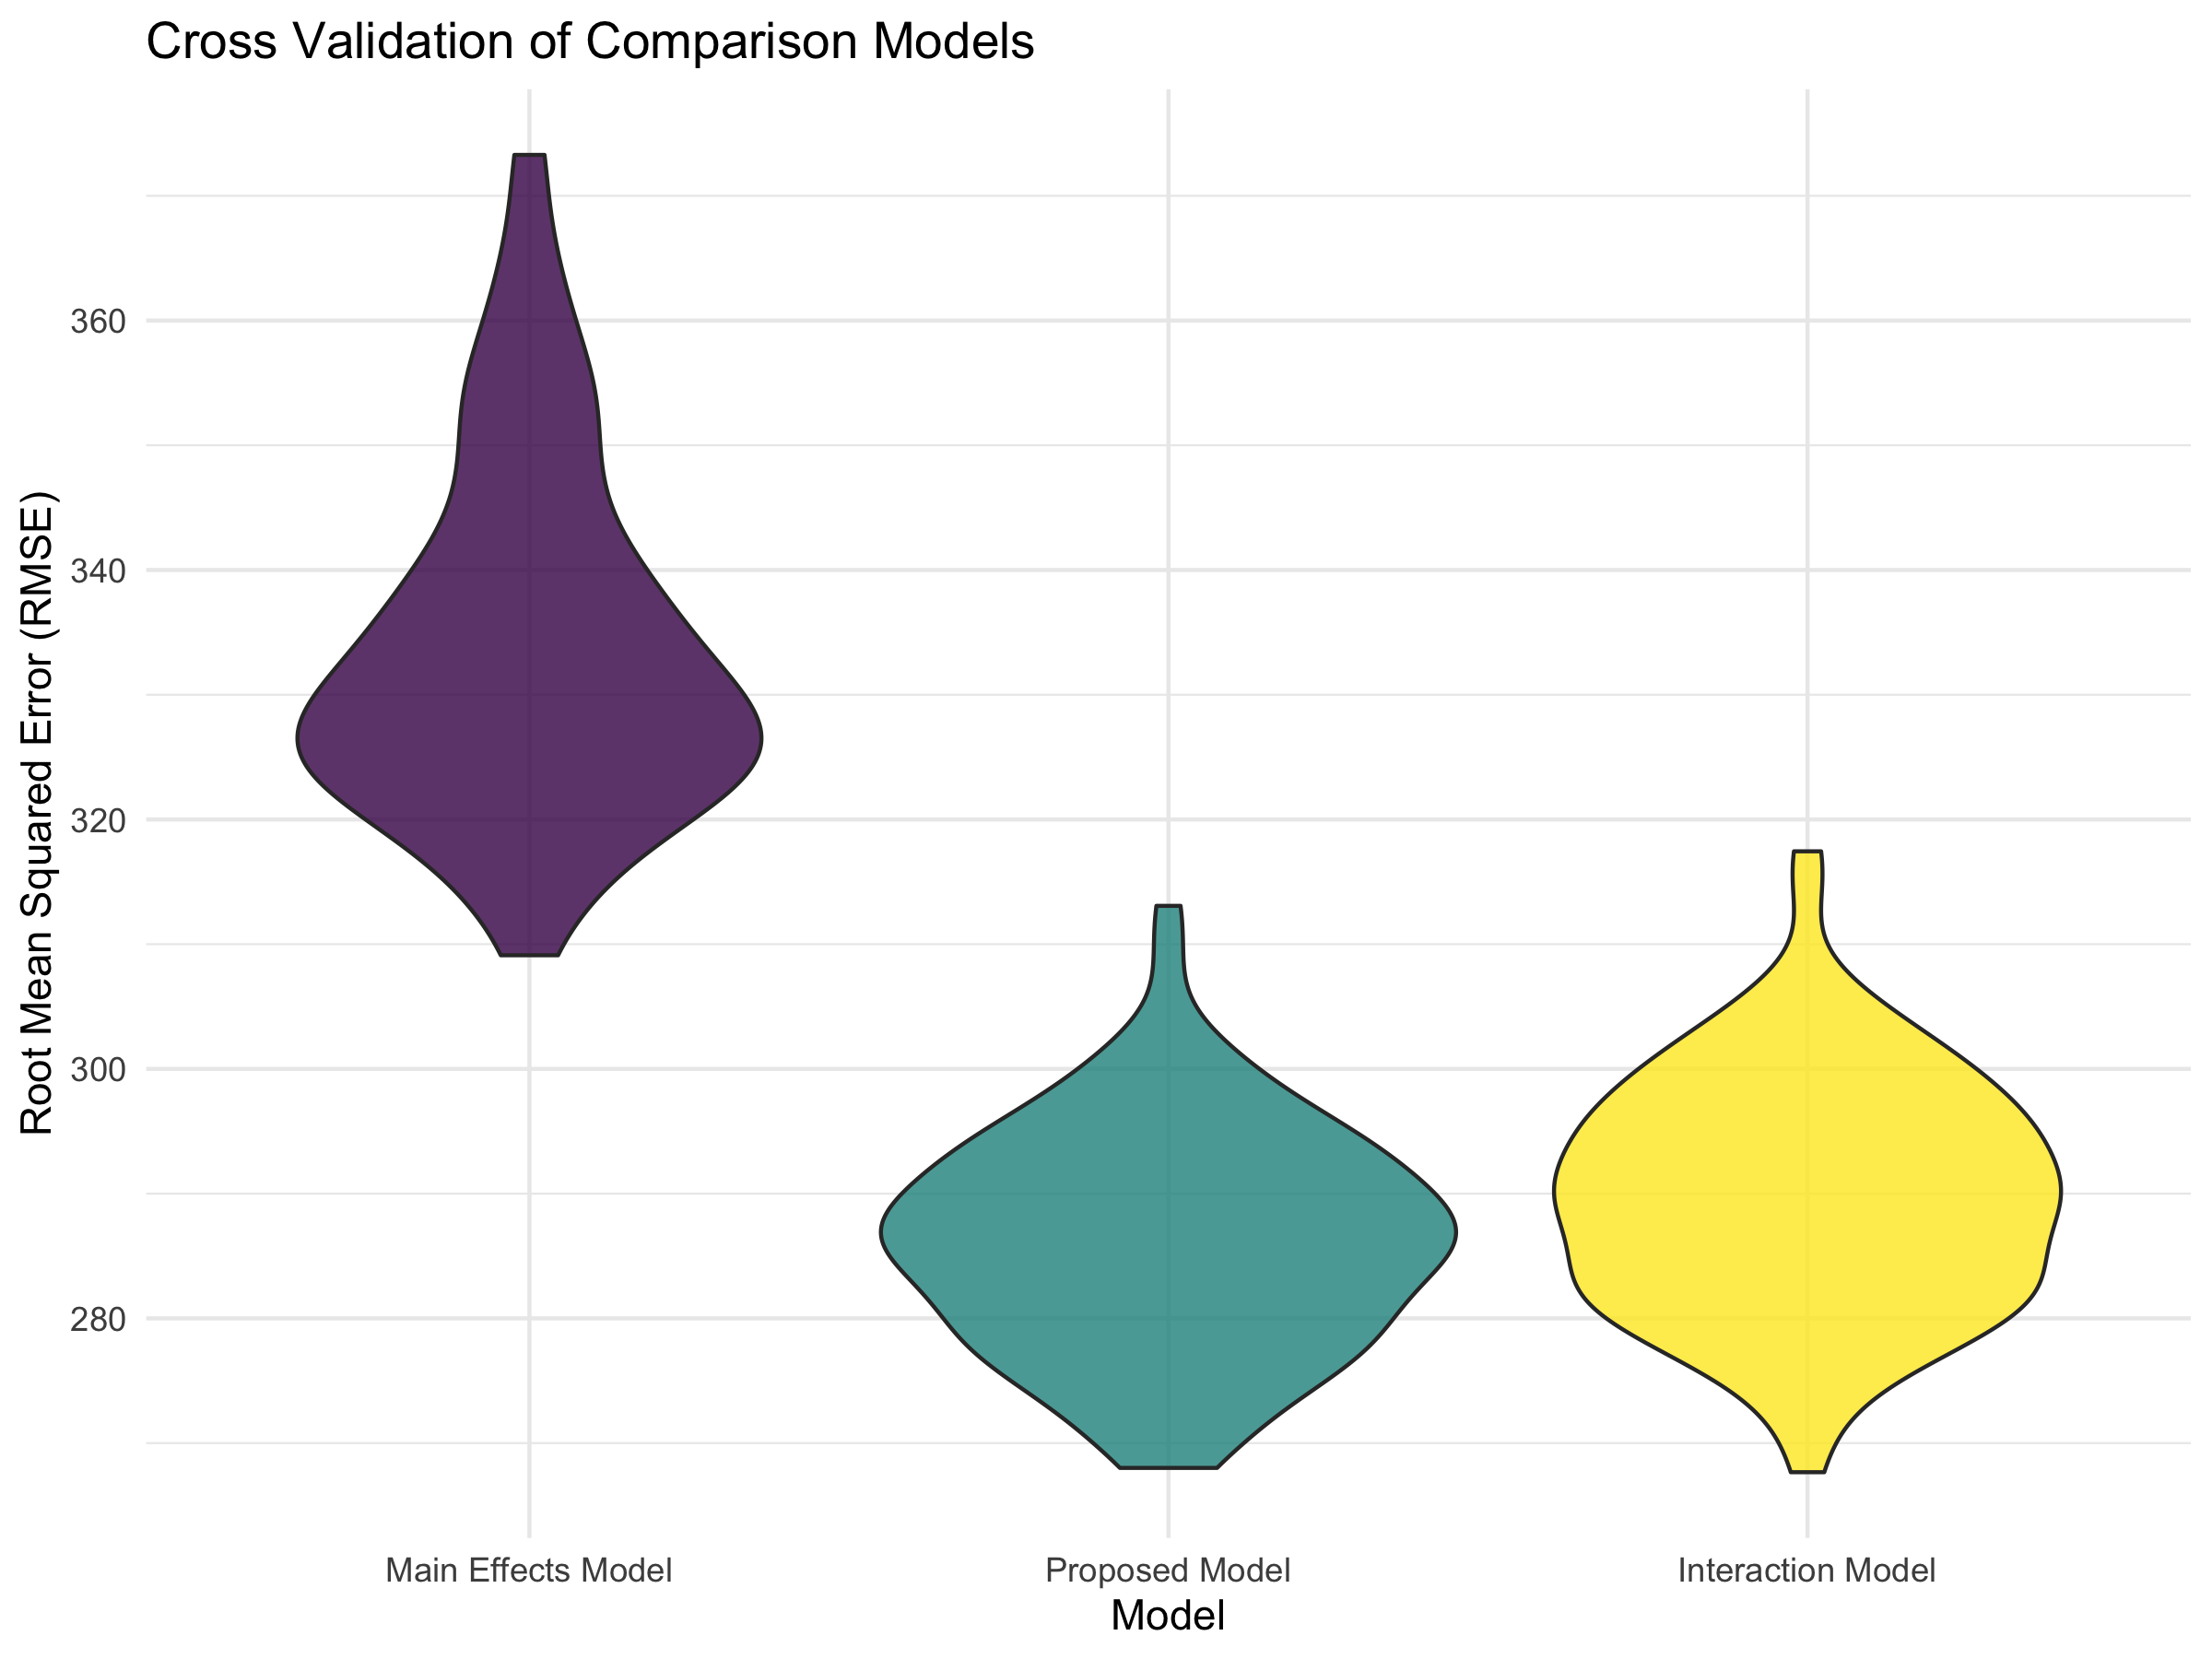 Cross Validation of Comparison Models
Root Mean Squared Error (RMSE)
360
340
320
300
280
Main Effects Model
Proposed Model
Interaction Model
Model